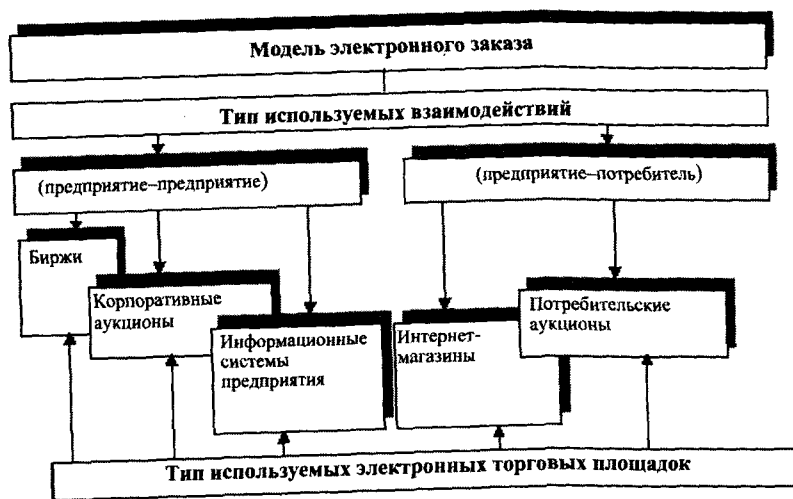 Модель электронного заказа
Тип используемых взаимодействий
(предприятие–предприятие)
(предприятие–потребитель)
Биржи
Корпоративные
аукционы
Информационные
системы
предприятия
Интернет-
магазины
Потребительские
аукционы
Тип используемых электронных торговых площадок